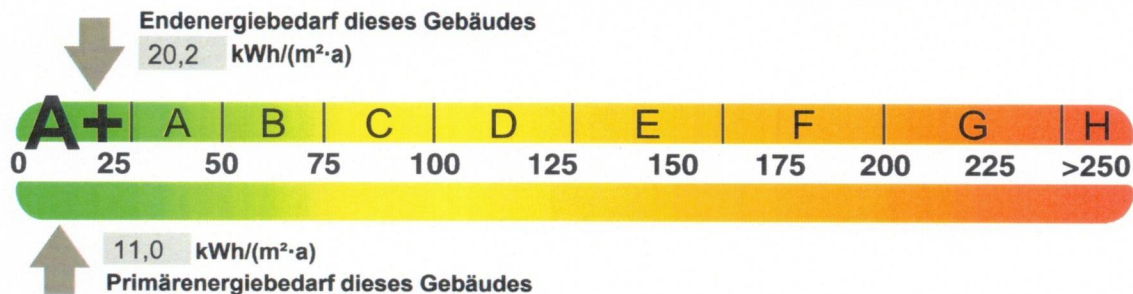 Endenergiebedarf dieses Gebäudes
20,2 kWh/(m²·a)
A+ A B C D E F G H
0 25 50 75 100 125 150 175 200 225 >250
11,0 kWh/(m²·a)
Primärenergiebedarf dieses Gebäudes